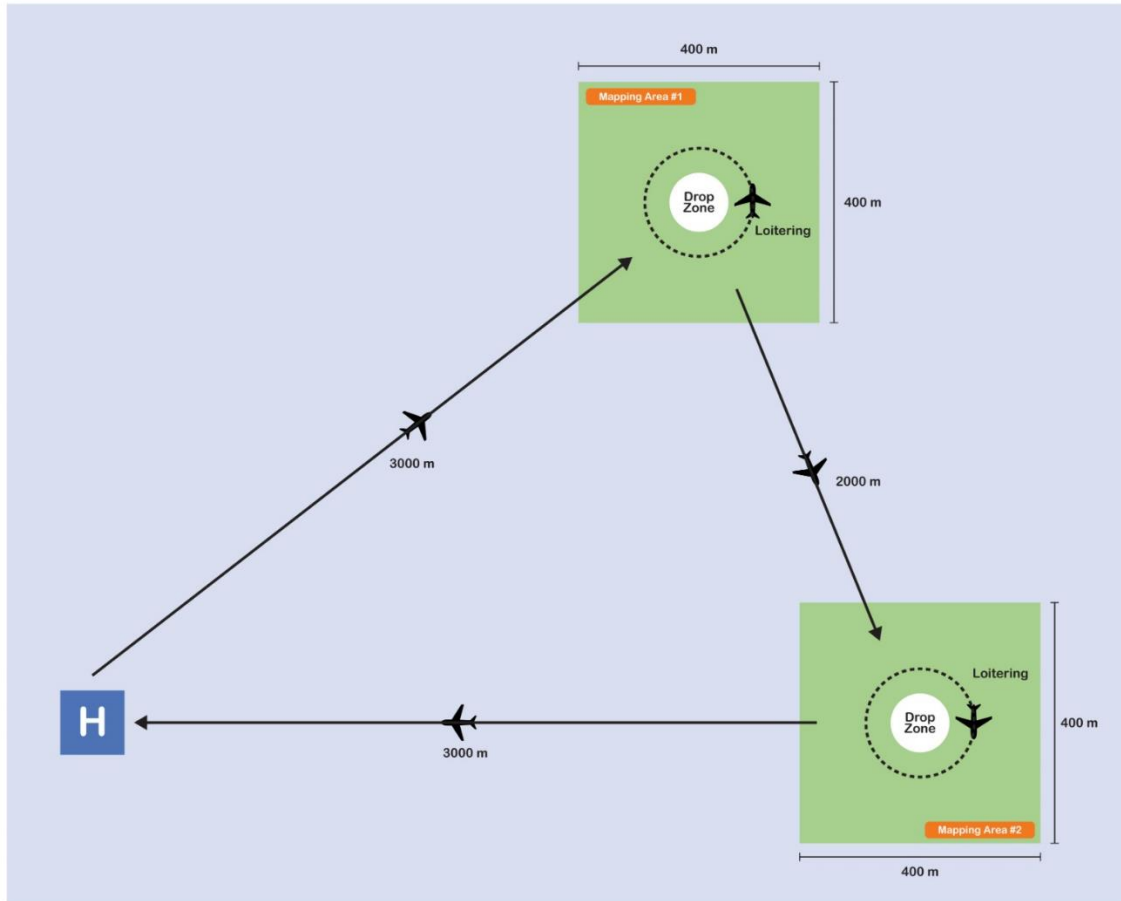 400 m
Mapping Area #1
Drop
Zone
400 m
Loitering
3000 m
2000 m
Loitering
H
Drop
Zone
400 m
3000 m
Mapping Area #2
400 m